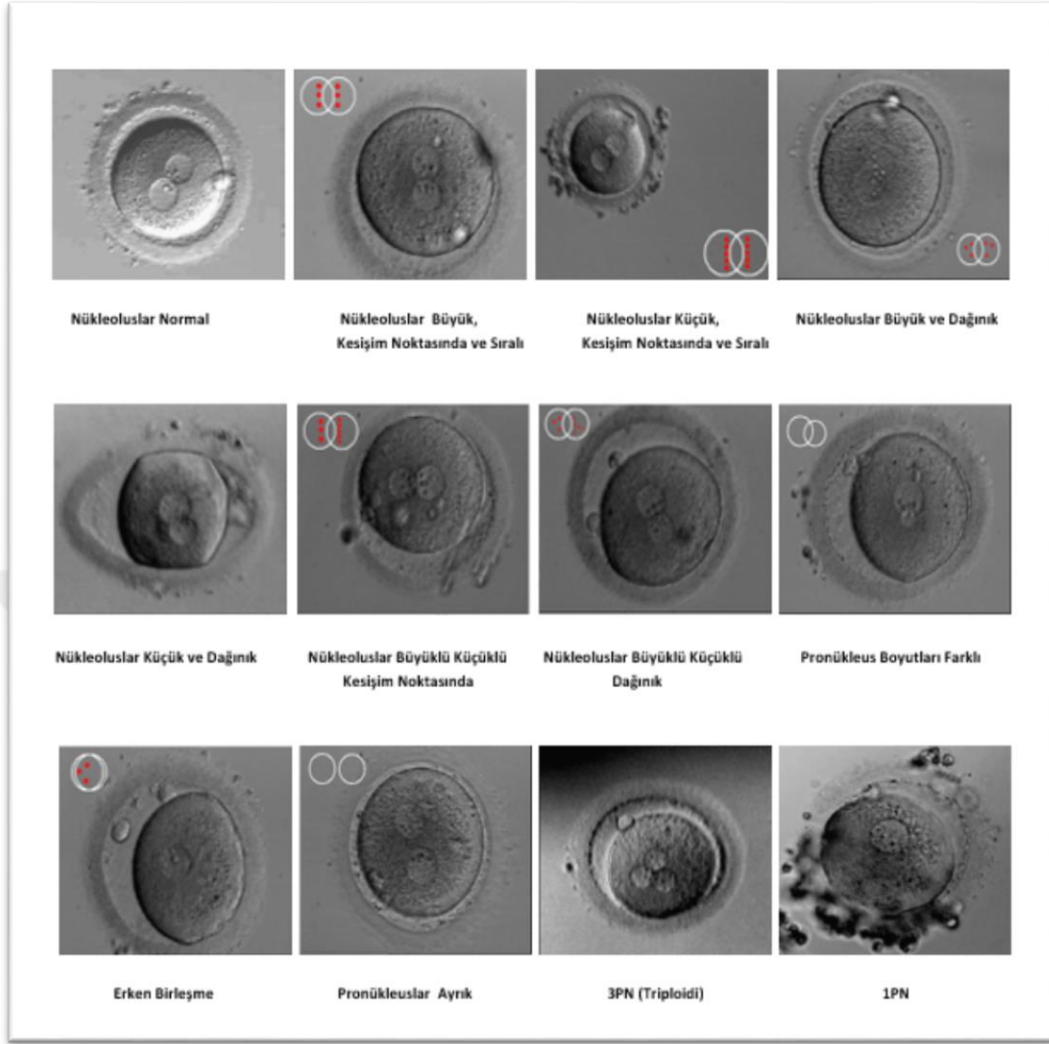 Nükleoluslar Normal
Nükleoluslar Büyük,
Kesişim Noktasında ve Sıralı
Nükleoluslar Küçük,
Kesişim Noktasında ve Sıralı
Nükleoluslar Büyük ve Dağınık
Nükleoluslar Küçük ve Dağınık
Nükleoluslar Büyüklü Küçüklü
Kesişim Noktasında
Nükleoluslar Büyüklü Küçüklü
Dağınık
Pronükleus Boyutları Farklı
Erken Birleşme
Pronükleuslar Ayrık
3PN (Triploidi)
1PN